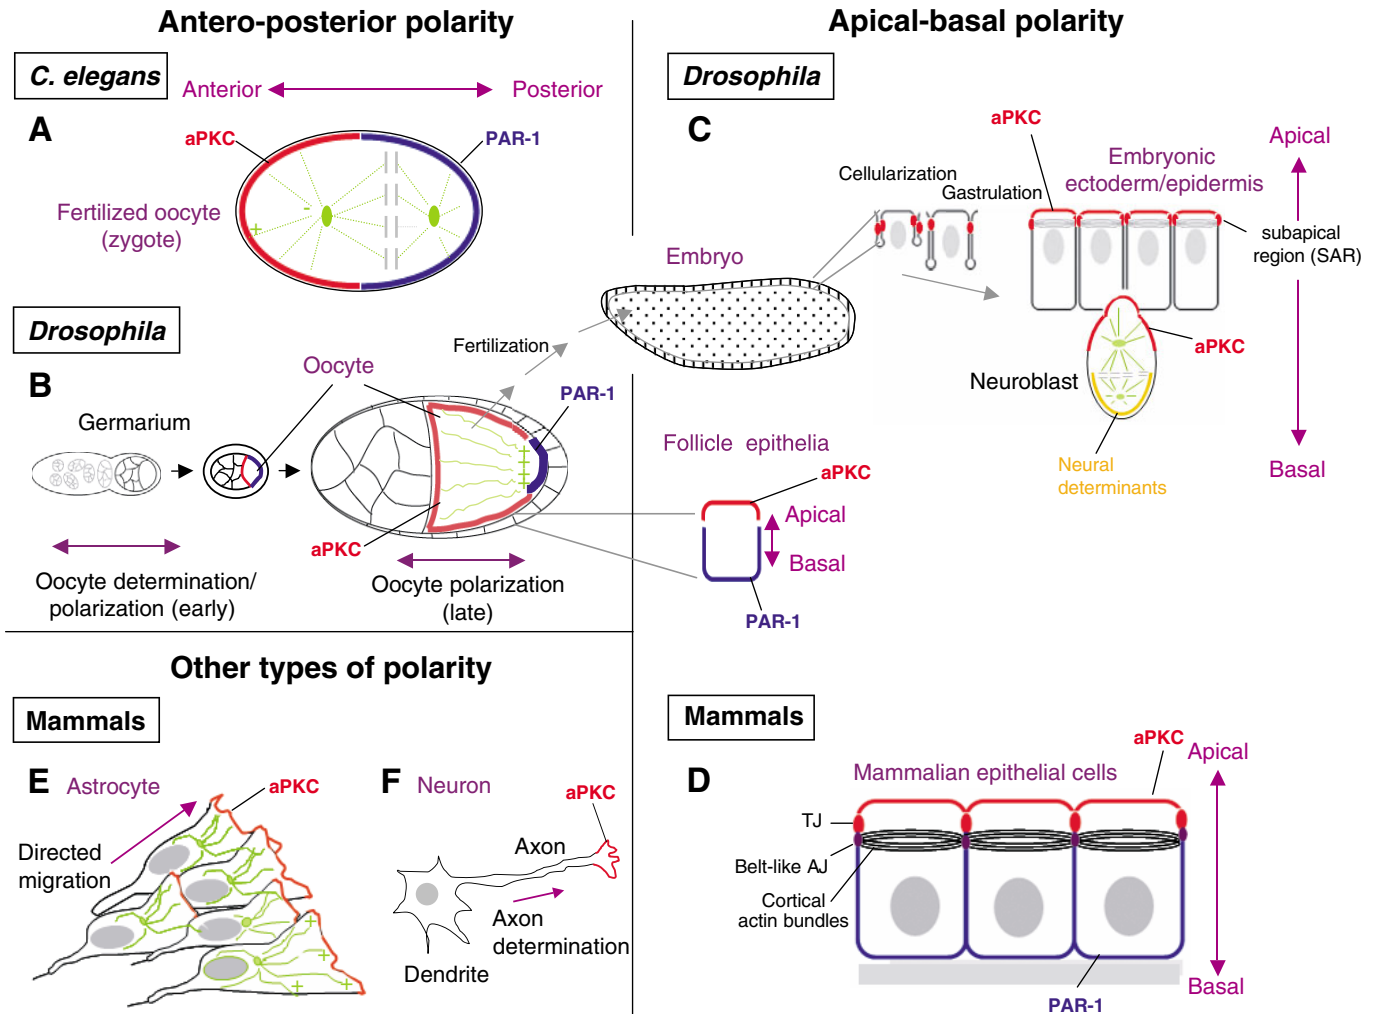 Antero-posterior polarity
C. elegans
Anterior
Posterior
A
aPKC
PAR-1
Fertilized oocyte
(zygote)
-
+
Drosophila
B
Oocyte
Fertilization
PAR-1
Germarium
++++
aPKC
Oocyte determination/
polarization (early)
Oocyte polarization
(late)
Apical-basal polarity
Drosophila
C
aPKC
Apical
Cellularization
Gastrulation
Embryonic
ectoderm/epidermis
subapical
region (SAR)
Embryo
aPKC
Neuroblast
Neural
determinants
Basal
Follicle epithelia
aPKC
Apical
Basal
PAR-1
Other types of polarity
Mammals
E
Astrocyte
aPKC
Directed
migration
+
+
+
F
Neuron
aPKC
Axon
Axon
determination
Dendrite
Mammals
D
Mammalian epithelial cells
aPKC
Apical
TJ
Belt-like AJ
Cortical
actin bundles
Basal
PAR-1